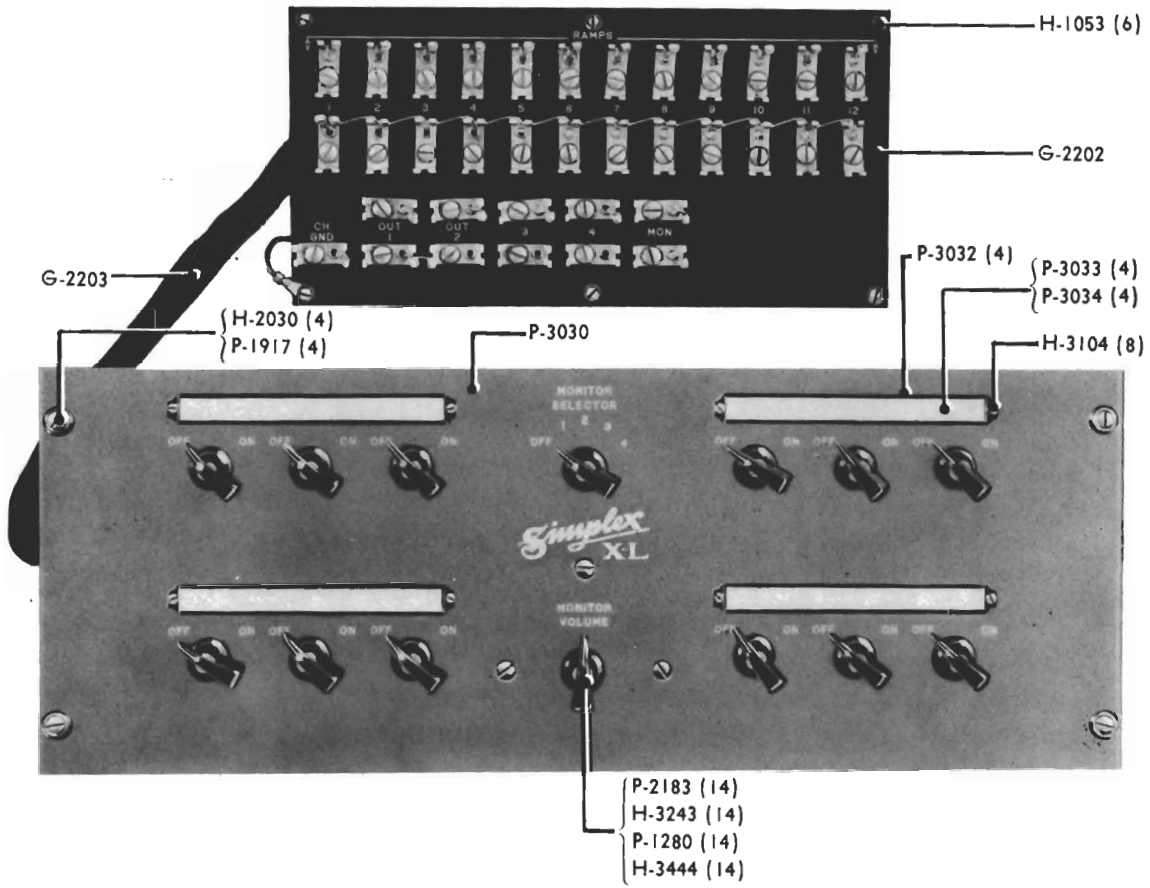 H-1053 (6)
RAMPS
1 2 3 4 5 6 7 8 9 10 11 12
G-2202
CH GND
OUT 1
OUT 2
3
4
MON
G-2203
P-3032 (4)
P-3033 (4)
P-3034 (4)
H-2030 (4)
P-1917 (4)
P-3030
H-3104 (8)
MONITOR
SELECTOR
OFF 1 2 3 4
OFF ON OFF ON OFF ON
OFF ON OFF ON OFF ON
Simplex
X-L
MONITOR
VOLUME
OFF ON OFF ON OFF ON
OFF ON OFF ON OFF ON
P-2183 (14)
H-3243 (14)
P-1280 (14)
H-3444 (14)